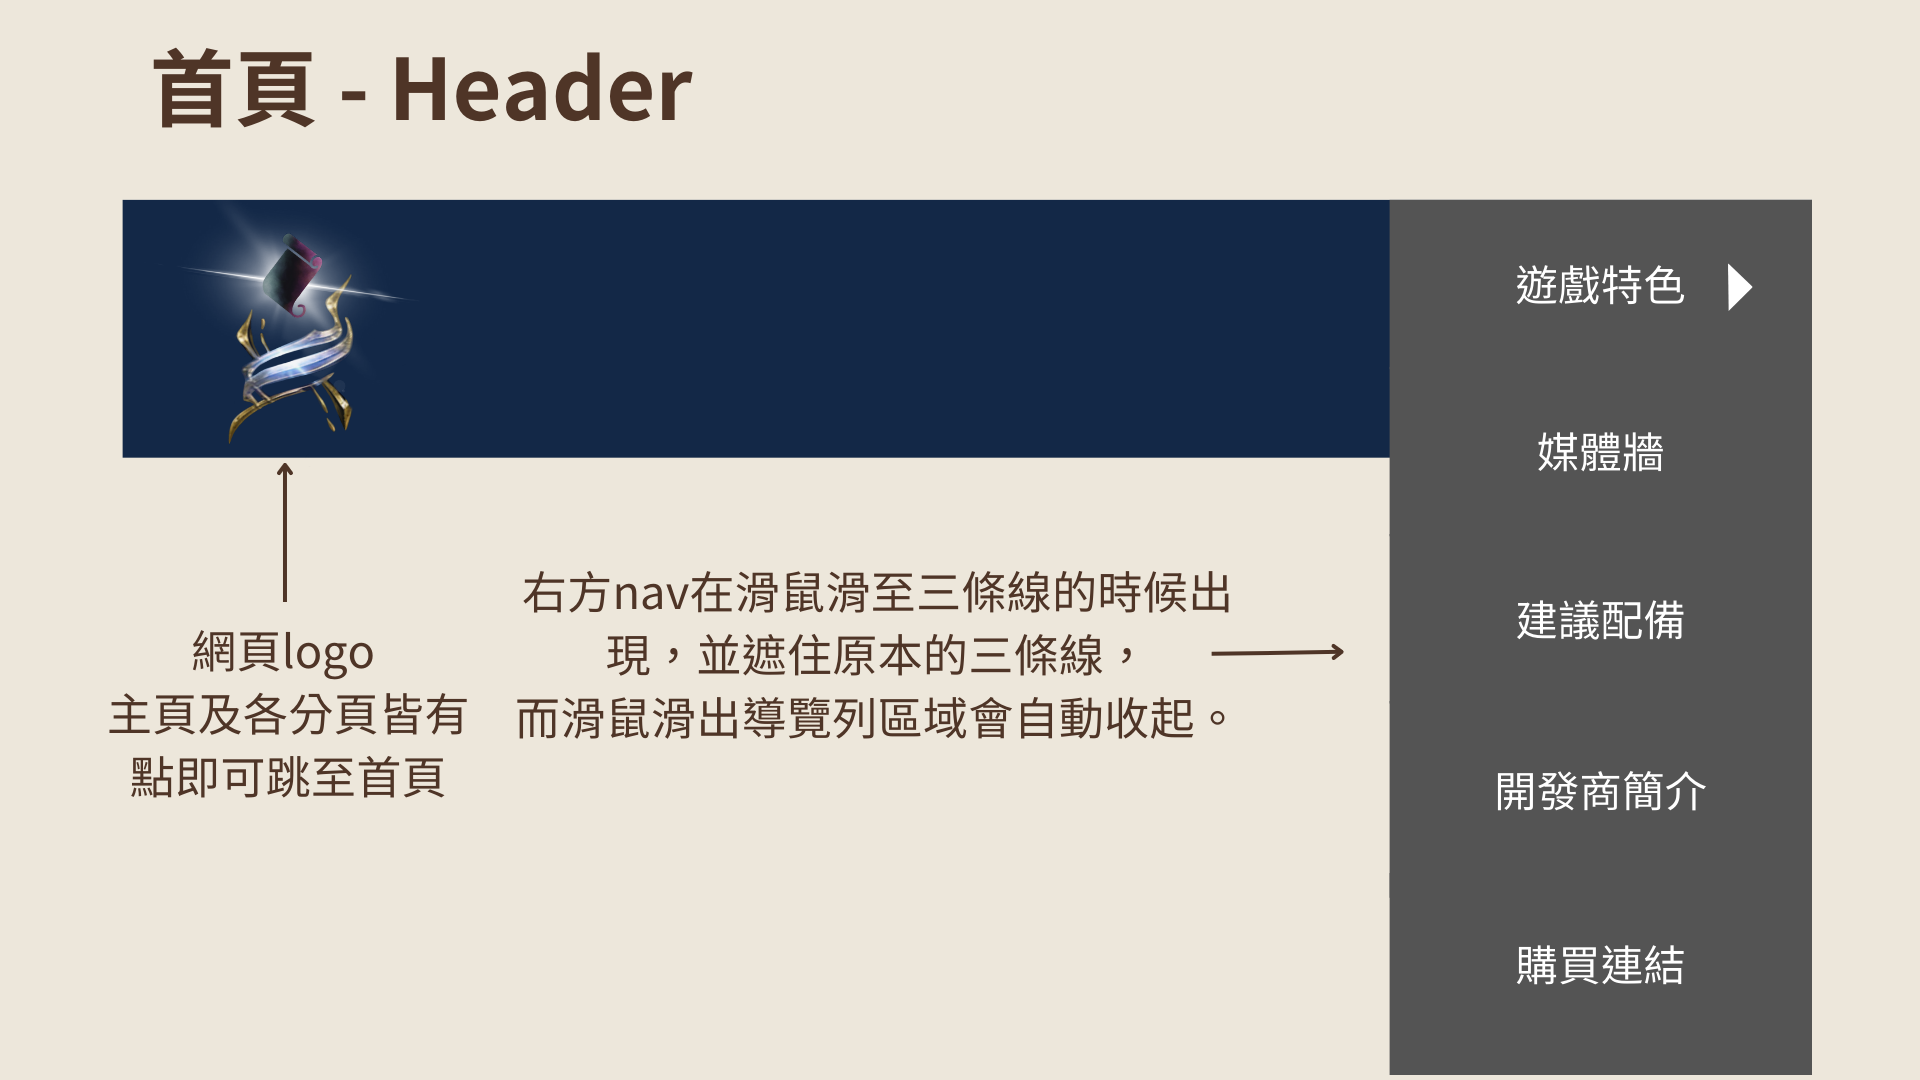 首頁 - Header
網頁logo
主頁及各分頁皆有
點即可跳至首頁
右方nav在滑鼠滑至三條線的時候出
現，並遮住原本的三條線，
而滑鼠滑出導覽列區域會自動收起。
遊戲特色
媒體牆
建議配備
開發商簡介
購買連結